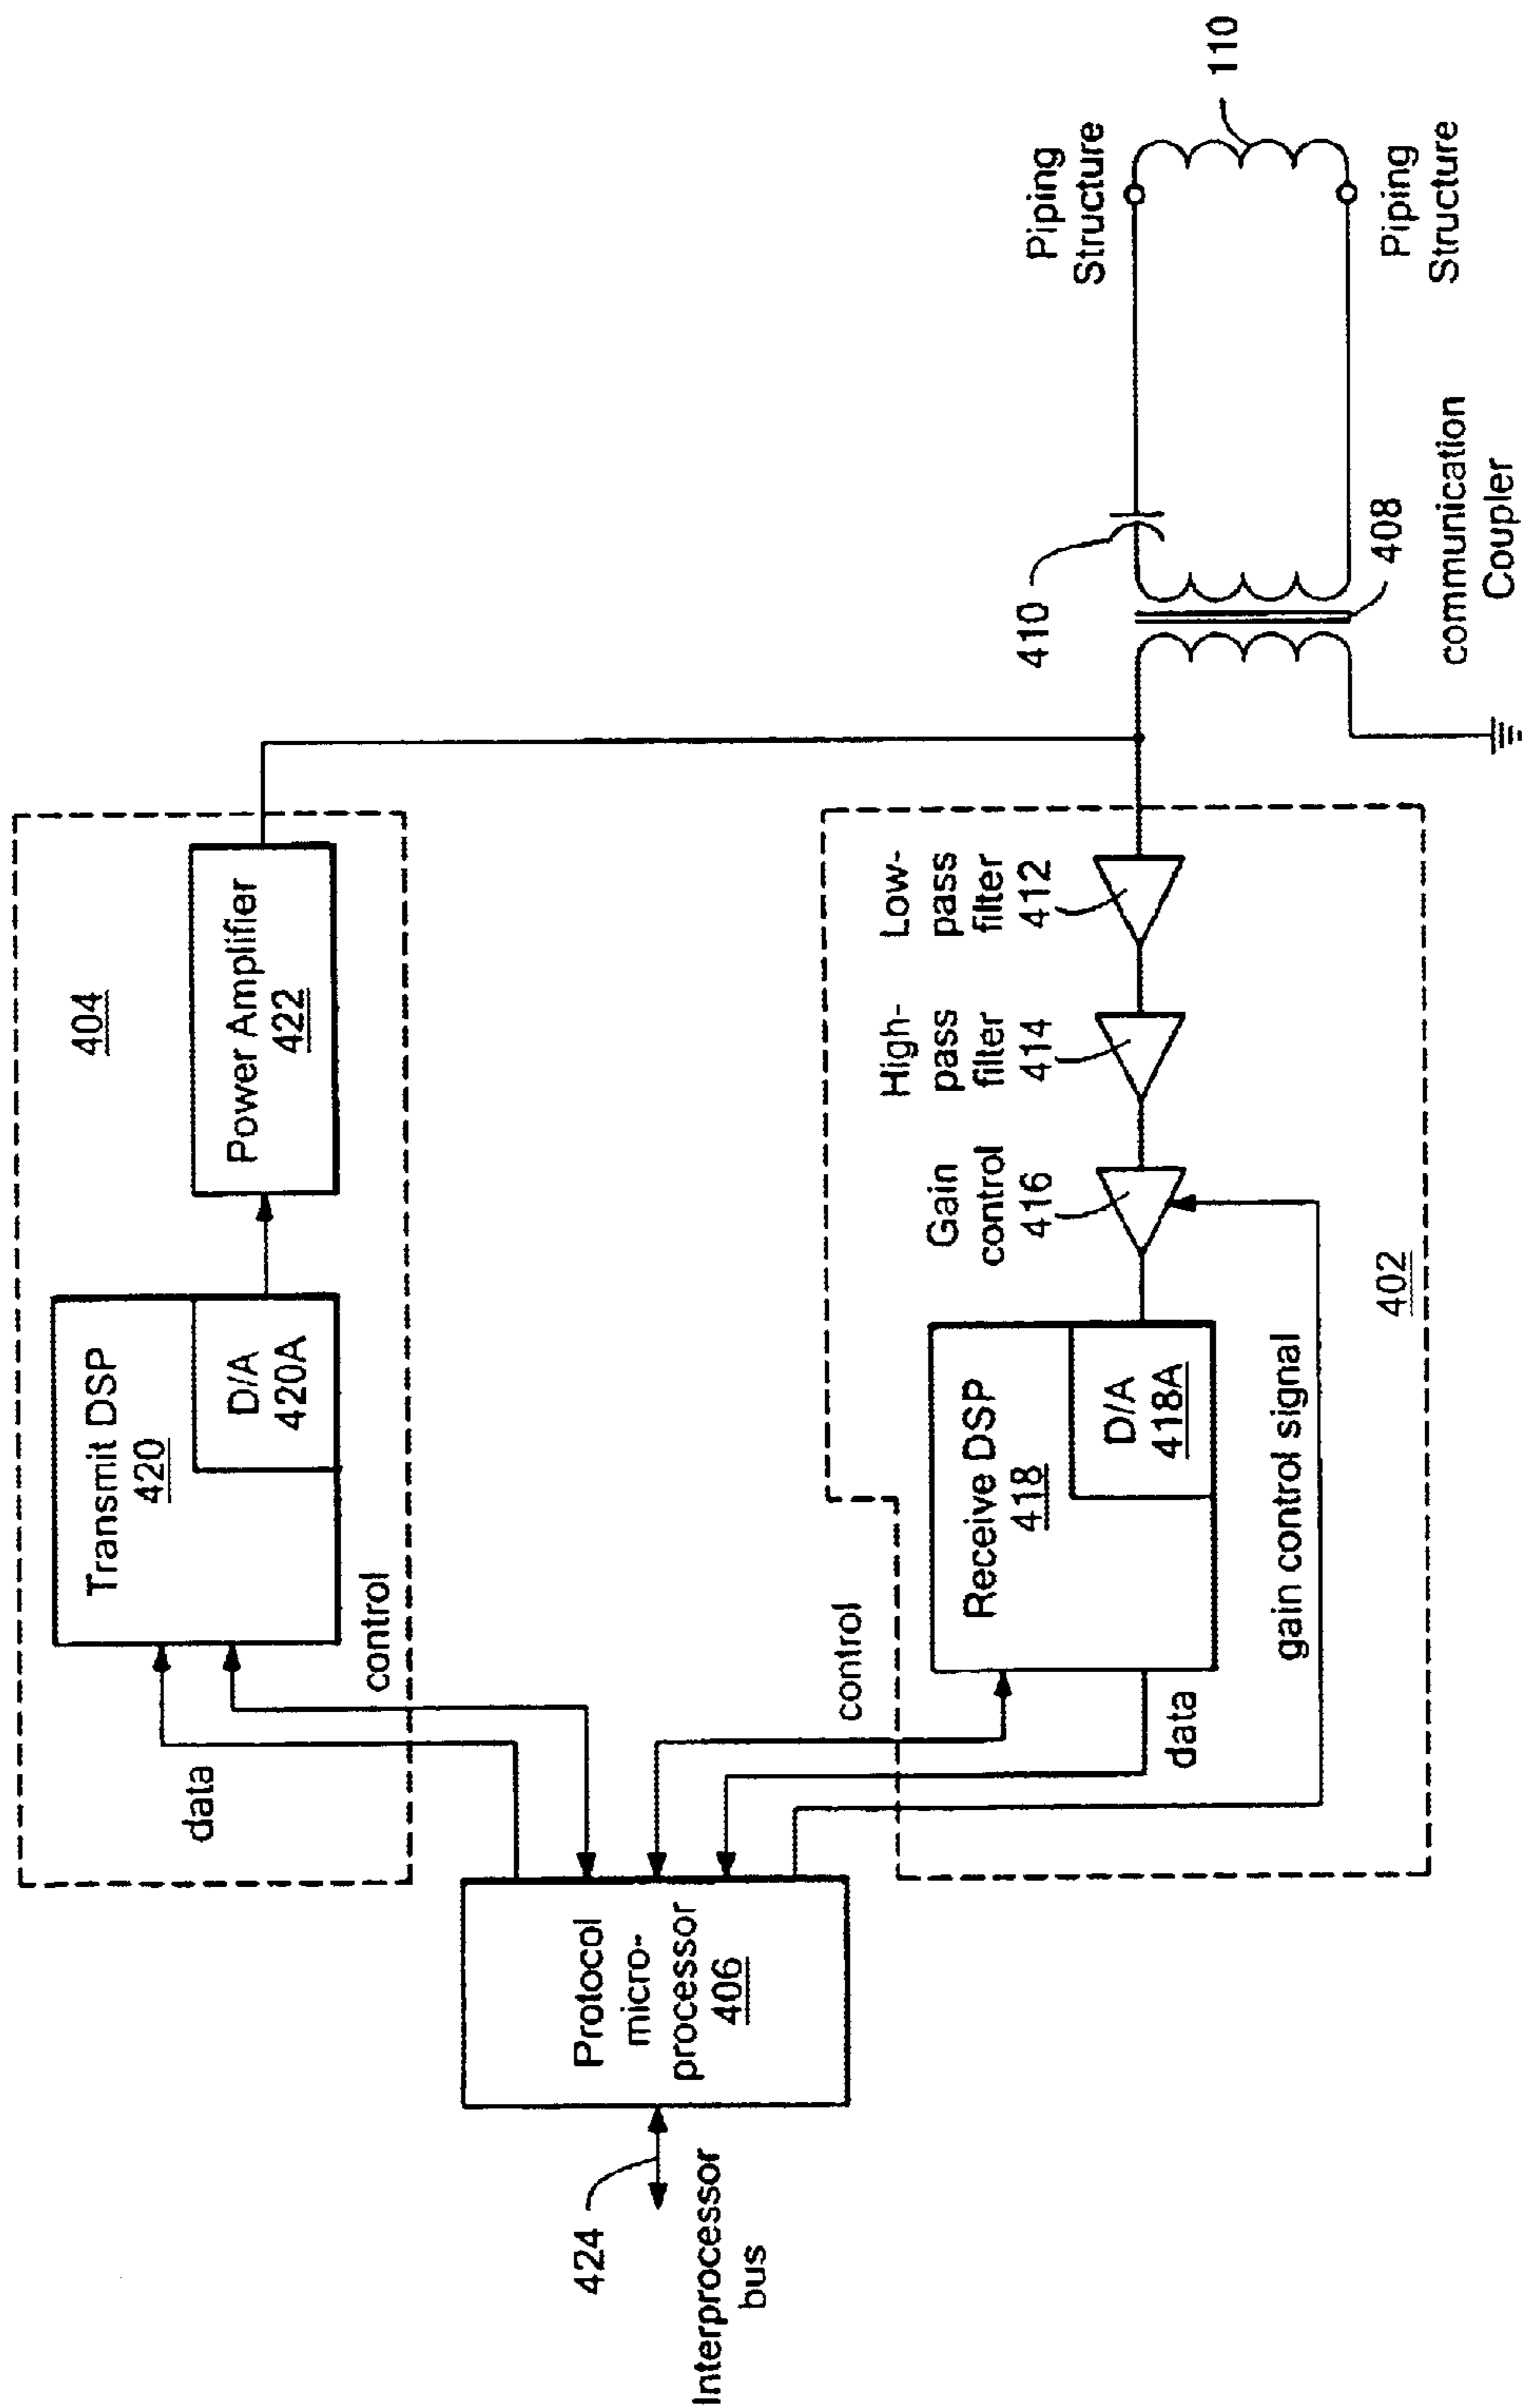 404
Transmit DSP
420
D/A
420A
Power Amplifier
422
data
control
424
Interprocessor
bus
Protocol
micro-
processor
406
control
data
Receive DSP
418
D/A
418A
Gain
control
416
High-
pass
filter
414
Low-
pass
filter
412
gain control signal
402
410
408
communication
Coupler
Piping
Structure
Piping
Structure
110